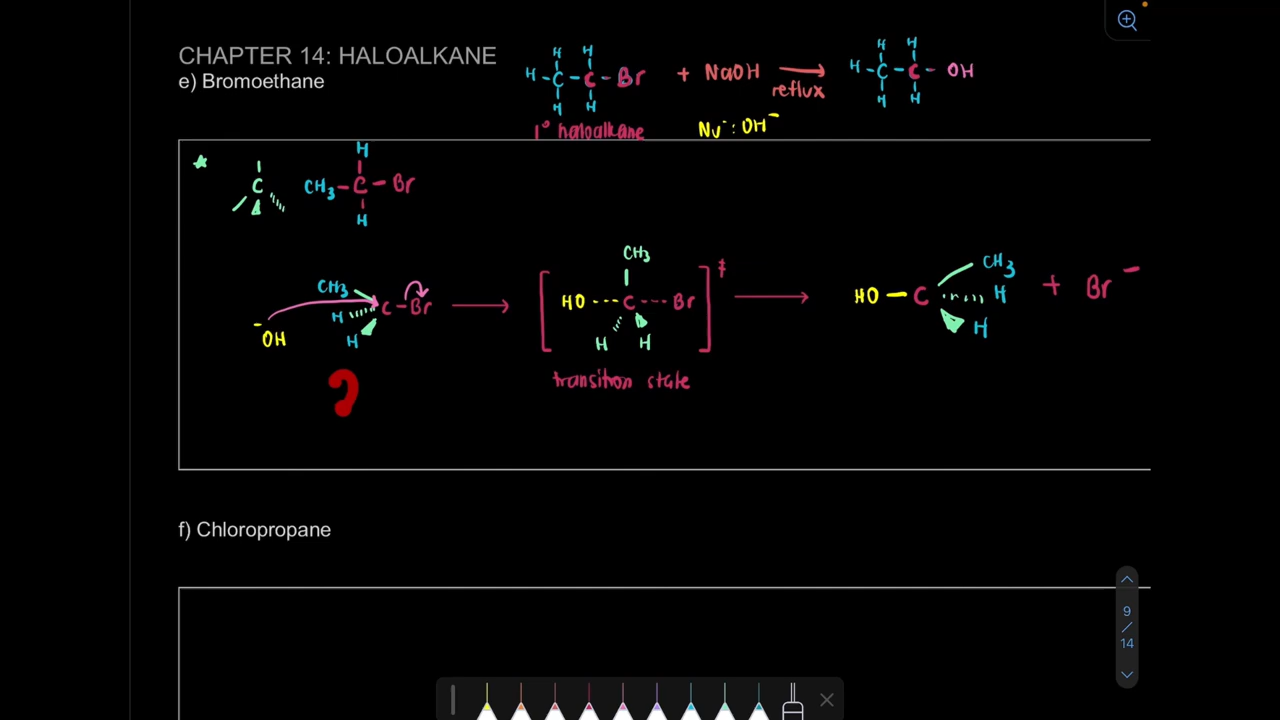 CHAPTER 14: HALOALKANE
e) Bromoethane
H H
H-C-C-Br + NaOH ⟶ H-C-C-OH
H H
reflux
H H
1° haloalkane
Nu⁻: OH⁻
H
C CH₃-C-Br
H
CH₃
H C-Br
H
⁻OH
[HO---C---Br]‡
CH₃
H H
transition state
HO-C
CH₃
H
H
+ Br⁻
f) Chloropropane
9
/
14